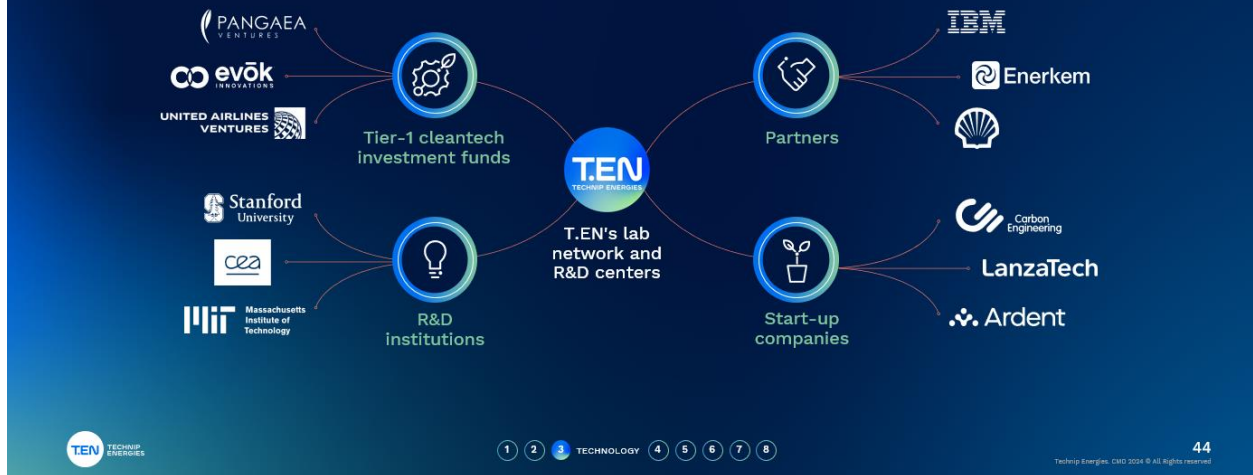 PANGAEA
VENTURES
evōk
INNOVATIONS
UNITED AIRLINES
VENTURES
Tier-1 cleantech
investment funds
IBM
Enerkem
Partners
T.EN
TECHNIP ENERGIES
T.EN's lab
network and
R&D centers
Stanford
University
cea
Massachusetts
Institute of
Technology
R&D
institutions
Carbon
Engineering
LanzaTech
Ardent
Start-up
companies
T.EN TECHNIP
ENERGIES
1 2 3 TECHNOLOGY 4 5 6 7 8
44
Technip Energies. CMD 2024 © All Rights reserved